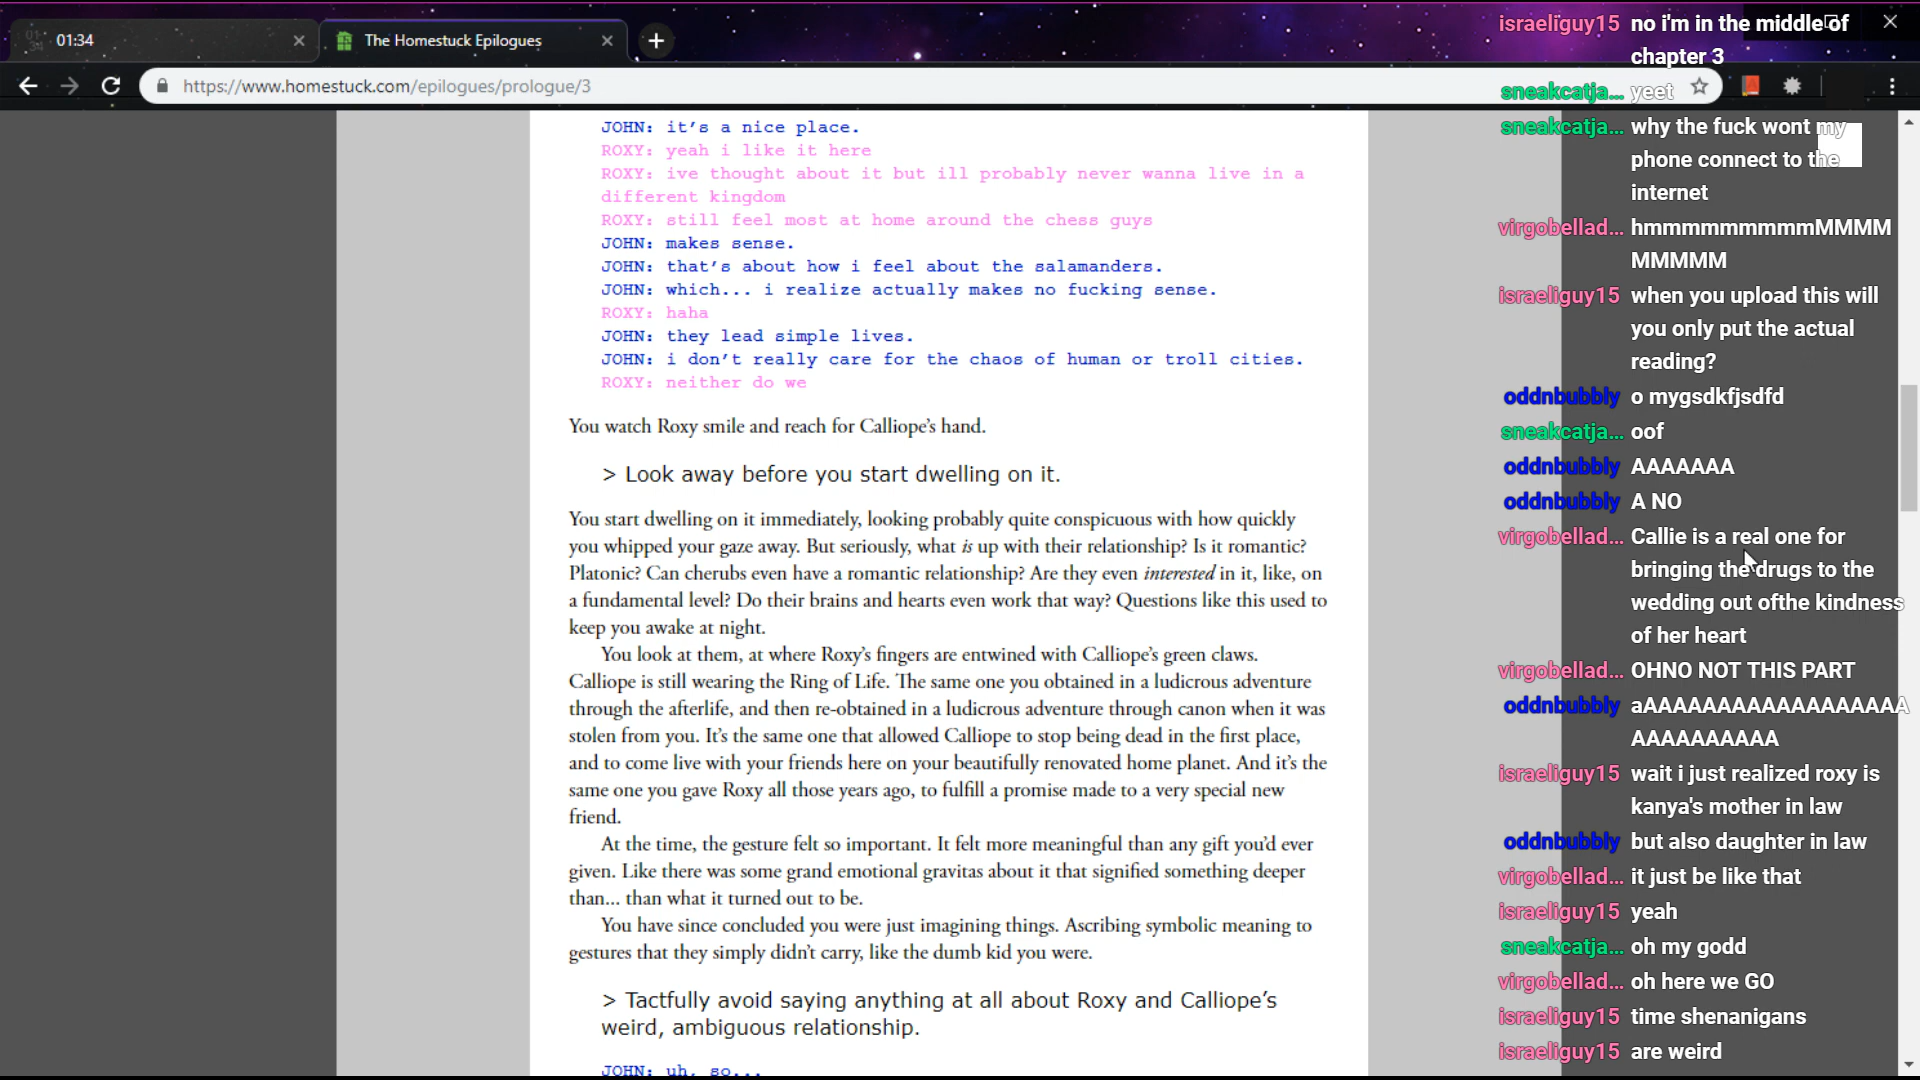 01:34
The Homestuck Epilogues
https://www.homestuck.com/epilogues/prologue/3
JOHN: it's a nice place.
ROXY: yeah i like it here
ROXY: ive thought about it but ill probably never wanna live in a
different kingdom
ROXY: still feel most at home around the chess guys
JOHN: makes sense.
JOHN: that's about how i feel about the salamanders.
JOHN: which... i realize actually makes no fucking sense.
ROXY: haha
JOHN: they lead simple lives.
JOHN: i don't really care for the chaos of human or troll cities.
ROXY: neither do we
You watch Roxy smile and reach for Calliope's hand.
> Look away before you start dwelling on it.
You start dwelling on it immediately, looking probably quite conspicuous with how quickly
you whipped your gaze away. But seriously, what is up with their relationship? Is it romantic?
Platonic? Can cherubs even have a romantic relationship? Are they even interested in it, like, on
a fundamental level? Do their brains and hearts even work that way? Questions like this used to
keep you awake at night.
You look at them, at where Roxy's fingers are entwined with Calliope's green claws.
Calliope is still wearing the Ring of Life. The same one you obtained in a ludicrous adventure
through the afterlife, and then re-obtained in a ludicrous adventure through canon when it was
stolen from you. It's the same one that allowed Calliope to stop being dead in the first place,
and to come live with your friends here on your beautifully renovated home planet. And it's the
same one you gave Roxy all those years ago, to fulfill a promise made to a very special new
friend.
At the time, the gesture felt so important. It felt more meaningful than any gift you'd ever
given. Like there was some grand emotional gravitas about it that signified something deeper
than... than what it turned out to be.
You have since concluded you were just imagining things. Ascribing symbolic meaning to
gestures that they simply didn't carry, like the dumb kid you were.
> Tactfully avoid saying anything at all about Roxy and Calliope's
weird, ambiguous relationship.
JOHN: uh, so...
israeliguy15 no i'm in the middle of
chapter 3
sneakcatja... yeet
sneakcatja... why the fuck wont my
phone connect to the
internet
virgobellad... hmmmmmmmmmMMMM
MMMMM
israeliguy15 when you upload this will
you only put the actual
reading?
oddnbubbly o mygsdkfjsdfd
sneakcatja... oof
oddnbubbly AAAAAAA
oddnbubbly A NO
virgobellad... Callie is a real one for
bringing the drugs to the
wedding out ofthe kindness
of her heart
virgobellad... OHNO NOT THIS PART
oddnbubbly aAAAAAAAAAAAAAAAAA
AAAAAAAAAA
israeliguy15 wait i just realized roxy is
kanya's mother in law
oddnbubbly but also daughter in law
virgobellad... it just be like that
israeliguy15 yeah
sneakcatja... oh my godd
virgobellad... oh here we GO
israeliguy15 time shenanigans
israeliguy15 are weird